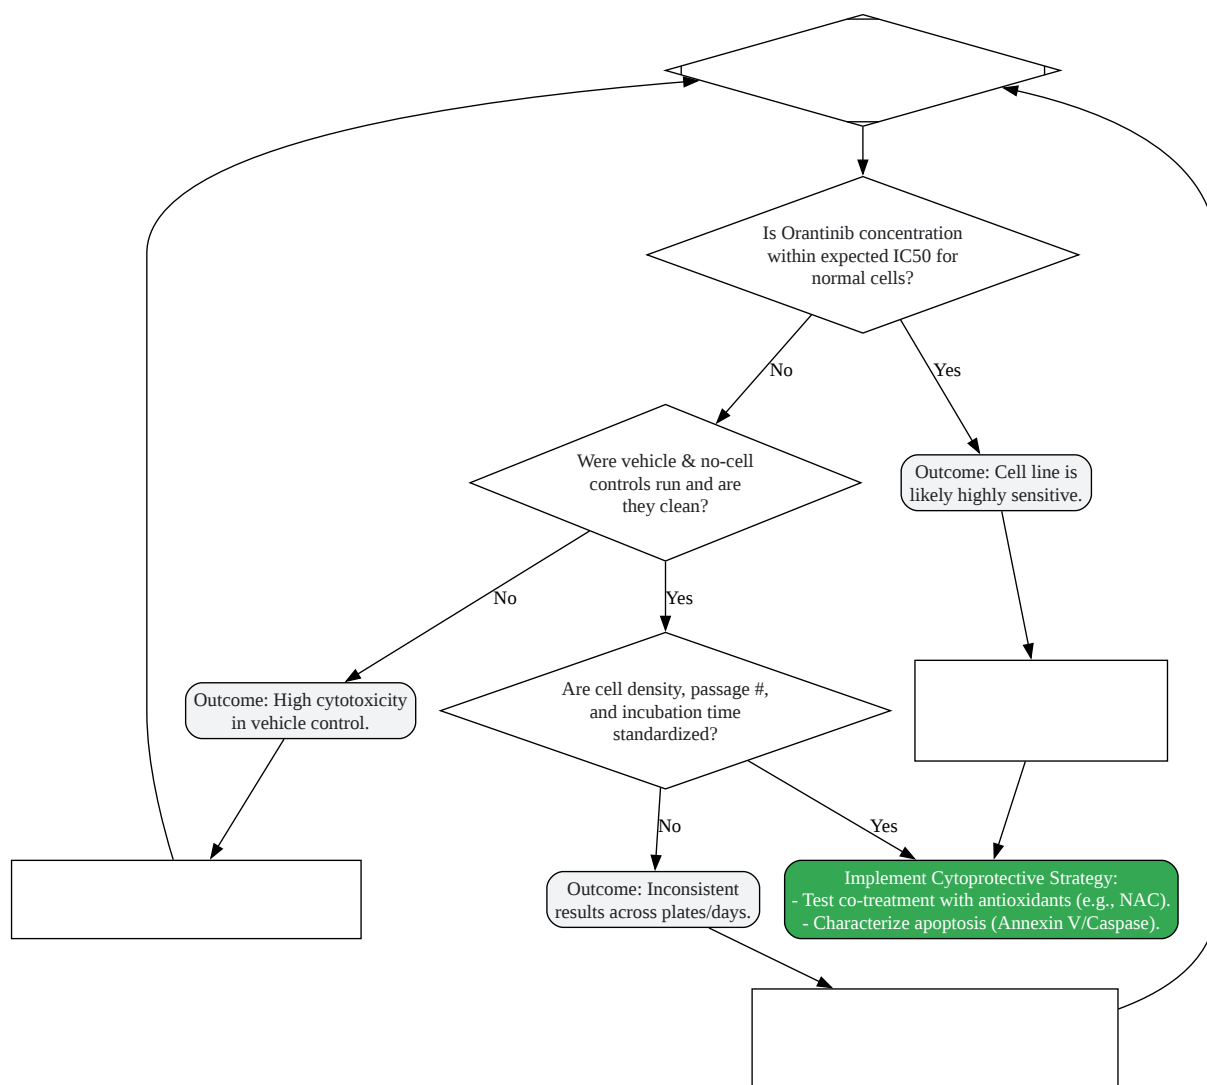 Is Orantinib concentration
within expected IC50 for
normal cells?
No
Yes
Were vehicle & no-cell
controls run and are
they clean?
Outcome: Cell line is
likely highly sensitive.
No
Yes
Outcome: High cytotoxicity
in vehicle control.
Are cell density, passage #,
and incubation time
standardized?
No
Yes
Outcome: Inconsistent
results across plates/days.
Implement Cytoprotective Strategy:
- Test co-treatment with antioxidants (e.g., NAC).
- Characterize apoptosis (Annexin V/Caspase).